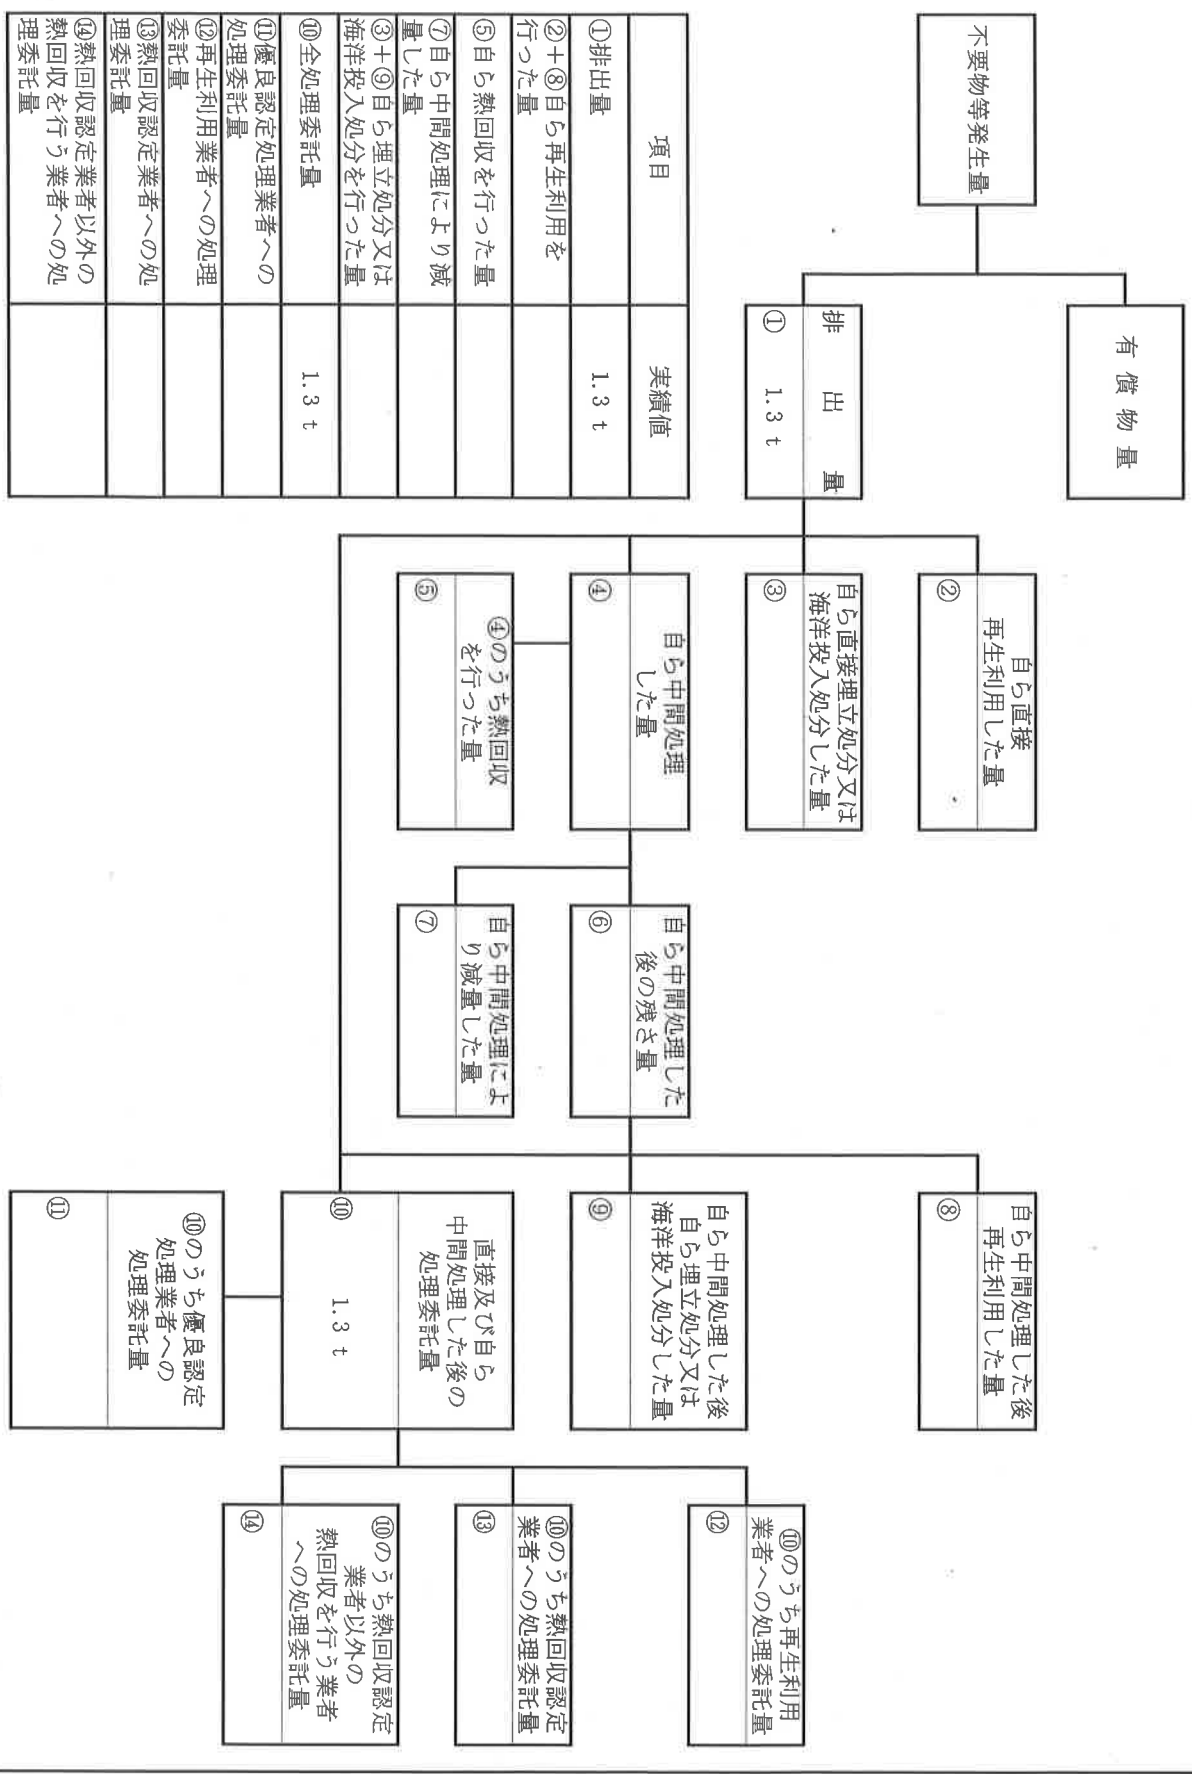 不要物等発生量
有償物量
排出量
① 1.3 t
自ら直接
再生利用した量
②
自ら直接埋立処分又は
海洋投入処分した量
③
自ら中間処理
した量
④
④のうち熱回収
を行った量
⑤
自ら中間処理した
後の残さ量
⑥
自ら中間処理によ
り減量した量
⑦
自ら中間処理した後
再生利用した量
⑧
自ら中間処理した後
自ら埋立処分又は
海洋投入処分した量
⑨
直接及び自ら
中間処理した後の
処理委託量
⑩
1.3 t
⑩のうち優良認定
処理業者への
処理委託量
⑪
⑩のうち再生利用
業者への処理委託量
⑫
⑩のうち熱回収認定
業者への処理委託量
⑬
⑩のうち熱回収認定
業者以外の
熱回収を行う業者
への処理委託量
⑭
項目 実績値
①排出量 1.3 t
②+⑧自ら再生利用を
行った量
⑤自ら熱回収を行った量
⑦自ら中間処理により減
量した量
③+⑨自ら埋立処分又は
海洋投入処分を行った量
⑩全処理委託量 1.3 t
⑪優良認定処理業者への
処理委託量
⑫再生利用業者への処理
委託量
⑬熱回収認定業者への処
理委託量
⑭熱回収認定業者以外の
熱回収を行う業者への処
理委託量